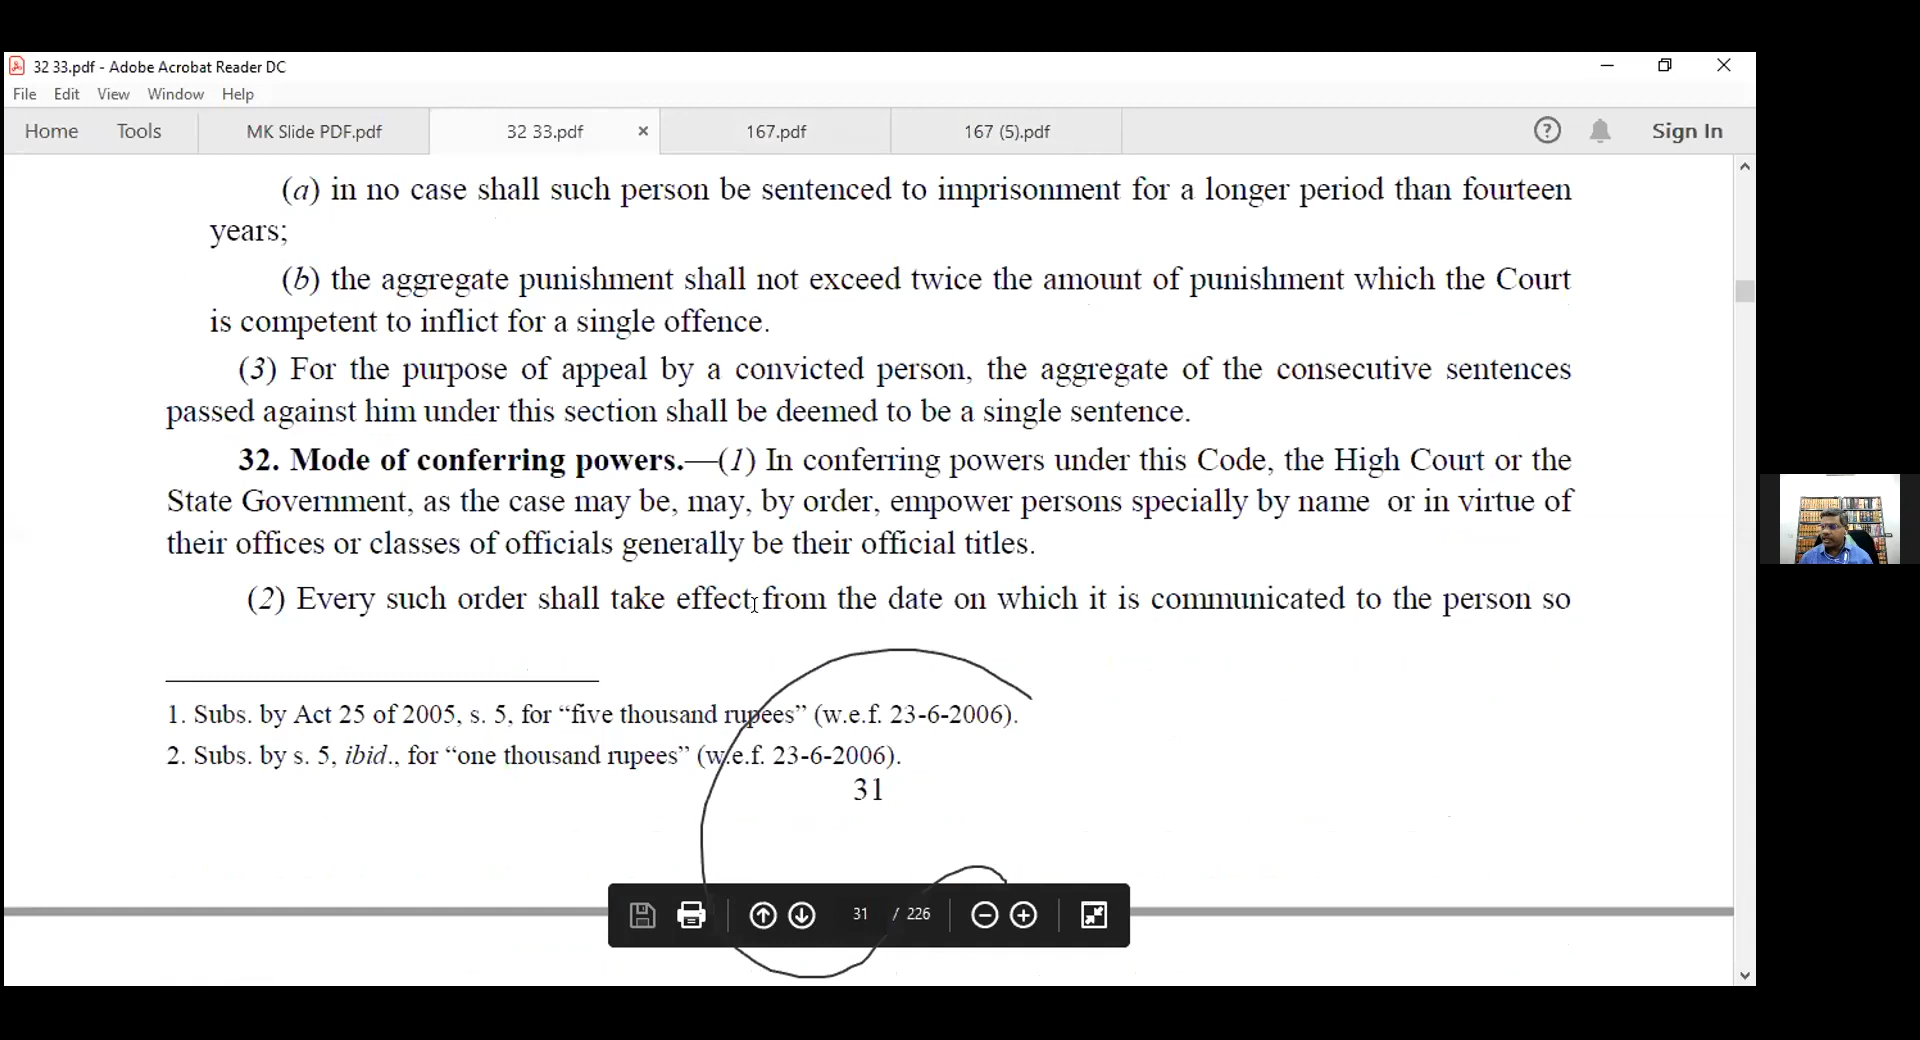 32 33.pdf - Adobe Acrobat Reader DC
File Edit View Window Help
Home Tools MK Slide PDF.pdf 32 33.pdf × 167.pdf 167 (5).pdf ? Sign In
(a) in no case shall such person be sentenced to imprisonment for a longer period than fourteen
years;
(b) the aggregate punishment shall not exceed twice the amount of punishment which the Court
is competent to inflict for a single offence.
(3) For the purpose of appeal by a convicted person, the aggregate of the consecutive sentences
passed against him under this section shall be deemed to be a single sentence.
32. Mode of conferring powers.—(1) In conferring powers under this Code, the High Court or the
State Government, as the case may be, may, by order, empower persons specially by name or in virtue of
their offices or classes of officials generally be their official titles.
(2) Every such order shall take effect from the date on which it is communicated to the person so
1. Subs. by Act 25 of 2005, s. 5, for “five thousand rupees” (w.e.f. 23-6-2006).
2. Subs. by s. 5, ibid., for “one thousand rupees” (w.e.f. 23-6-2006).
31
31 / 226